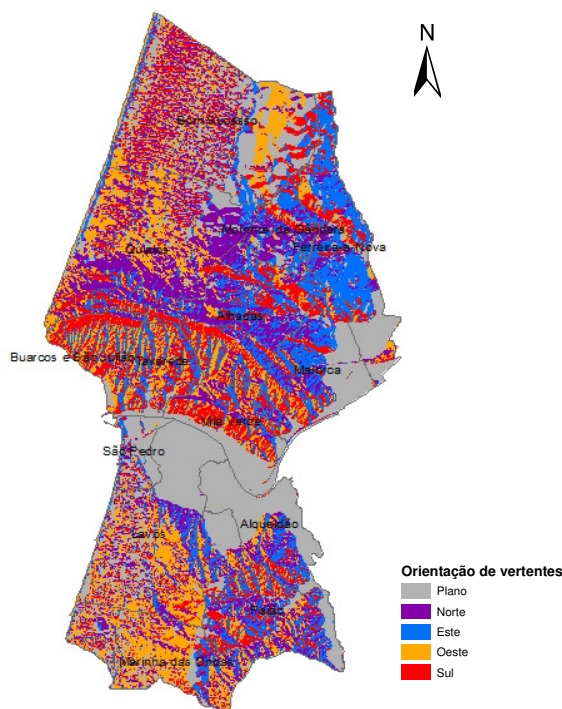 N
Bom Sucesso
Moinhos da Gândara
Quiaios
Ferreira-a-Nova
Alhadas
Buarcos e São Julião
Tavarede
Maiorca
Vila Verde
São Pedro
Alqueidão
Lavos
Paião
Marinha das Ondas
Orientação de vertentes
Plano
Norte
Este
Oeste
Sul